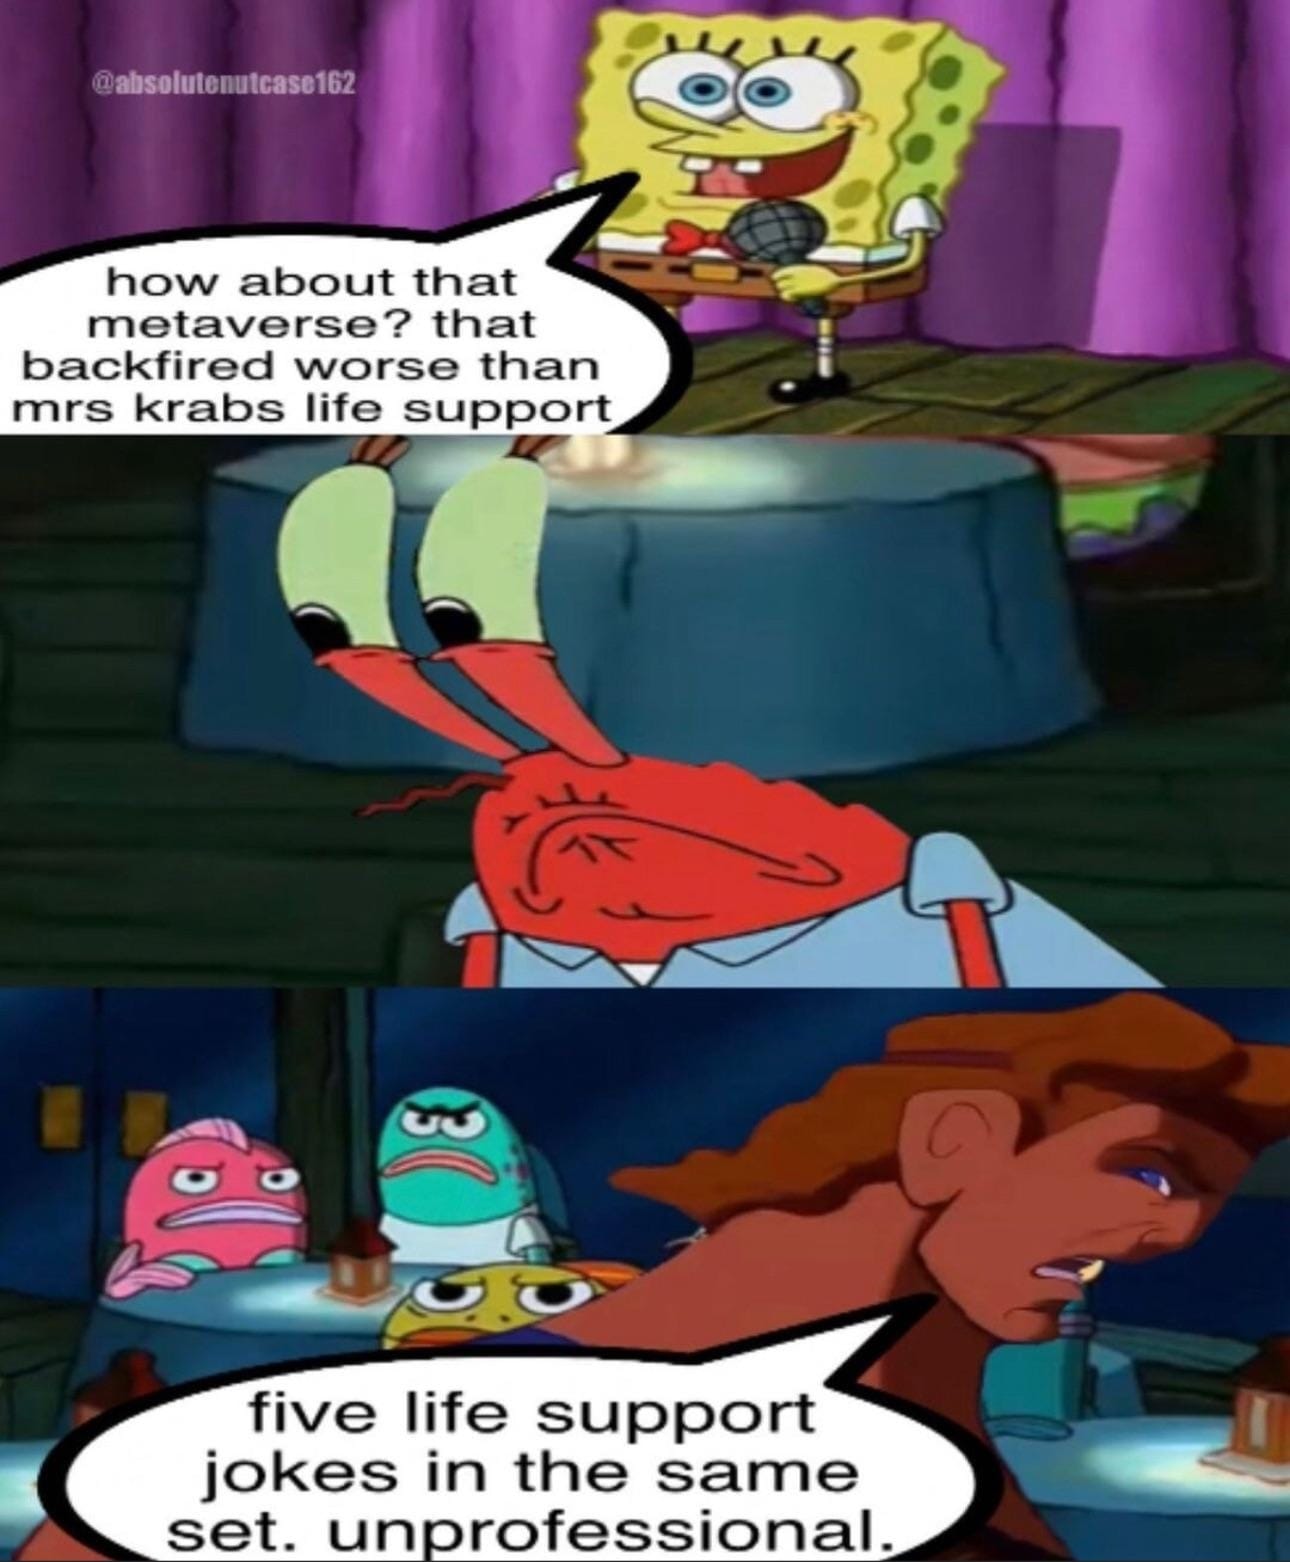 @absolutenutcase162
how about that
metaverse? that
backfired worse than
mrs krabs life support
five life support
jokes in the same
set. unprofessional.